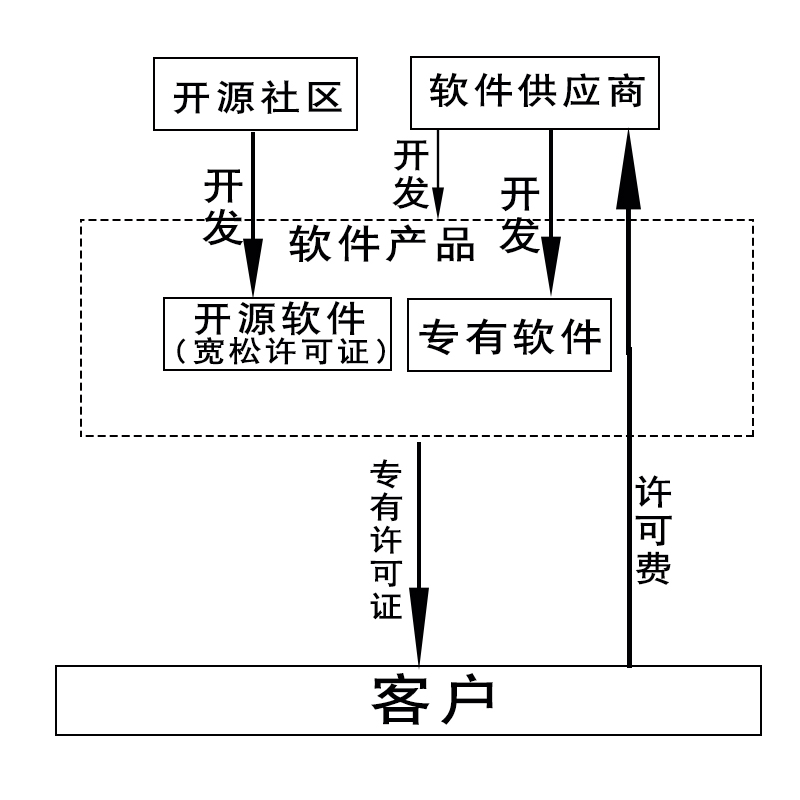 开源社区
软件供应商
开发
开发
开发
软件产品
开源软件
（宽松许可证）
专有软件
专有许可证
许可费
客户